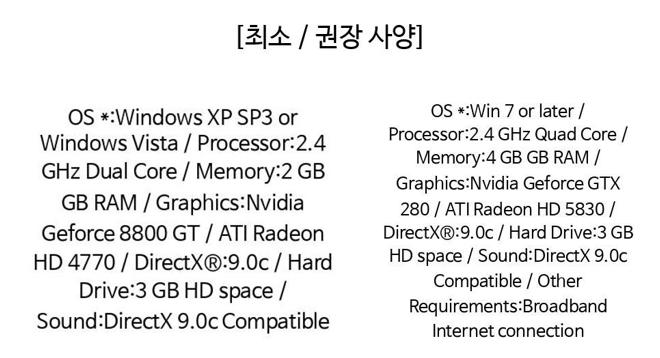 [최소 / 권장 사양]
OS *:Windows XP SP3 or
Windows Vista / Processor:2.4
GHz Dual Core / Memory:2 GB
GB RAM / Graphics:Nvidia
Geforce 8800 GT / ATI Radeon
HD 4770 / DirectX®:9.0c / Hard
Drive:3 GB HD space /
Sound:DirectX 9.0c Compatible
OS *:Win 7 or later /
Processor:2.4 GHz Quad Core /
Memory:4 GB GB RAM /
Graphics:Nvidia Geforce GTX
280 / ATI Radeon HD 5830 /
DirectX®:9.0c / Hard Drive:3 GB
HD space / Sound:DirectX 9.0c
Compatible / Other
Requirements:Broadband
Internet connection